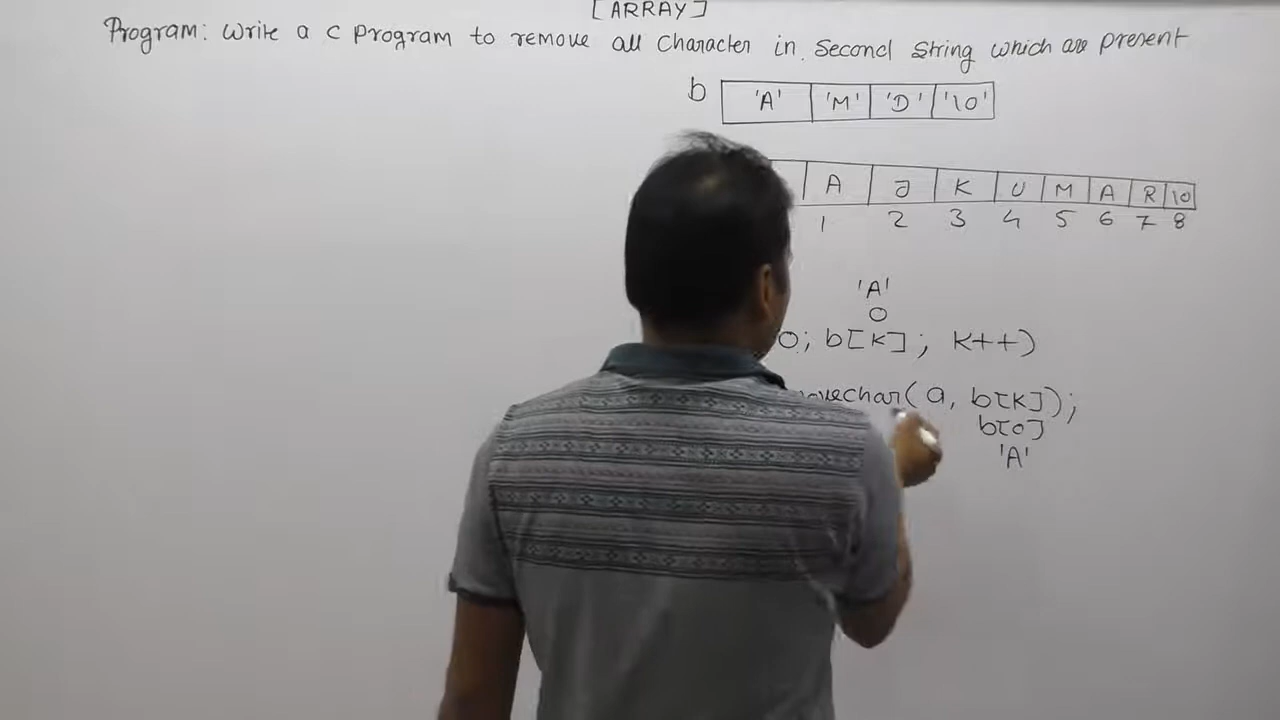 [ARRAY]
Program: Write a C program to remove all Character in Second String which are present
b 'A' 'M' 'D' '\0'
A J K U M A R \0
1 2 3 4 5 6 7 8
'A'
0
0; b[K]; K++)
movechar(a, b[K]);
b[0]
'A'